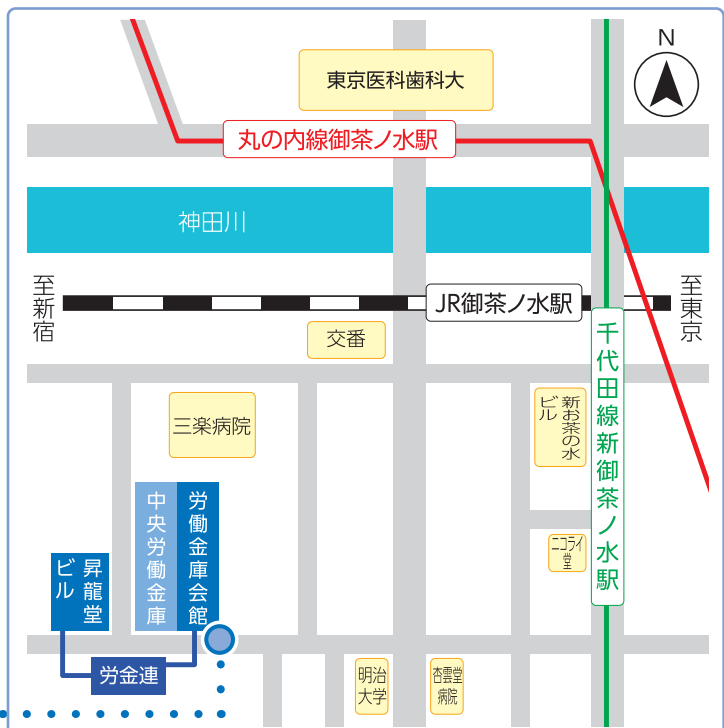 N
東京医科歯科大
丸の内線御茶ノ水駅
神田川
至新宿
JR御茶ノ水駅
至東京
交番
千代田線新御茶ノ水駅
三楽病院
新お茶の水
ビル
労働金庫会館
中央労働金庫
昇龍堂
ビル
ニコライ
堂
労金連
明治
大学
杏雲堂
病院